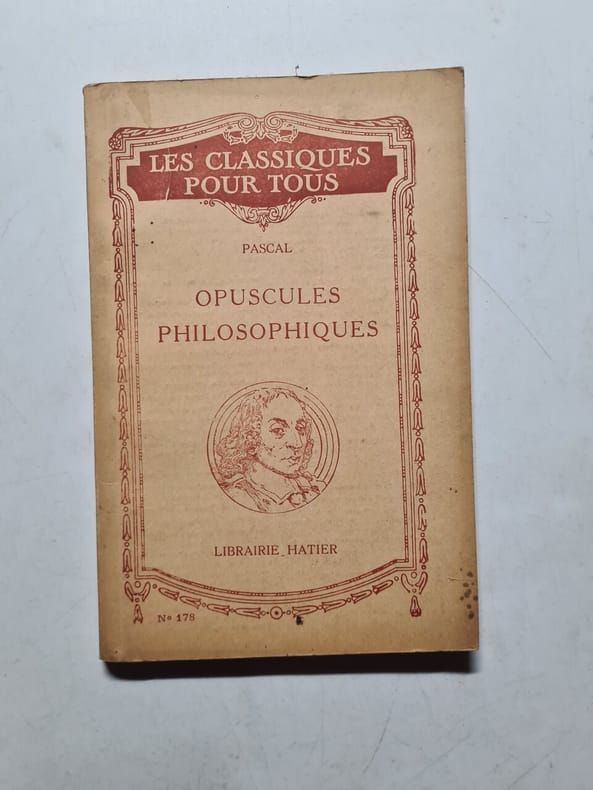 LES CLASSIQUES
POUR TOUS
PASCAL
OPUSCULES
PHILOSOPHIQUES
LIBRAIRIE HATIER
Nº 178